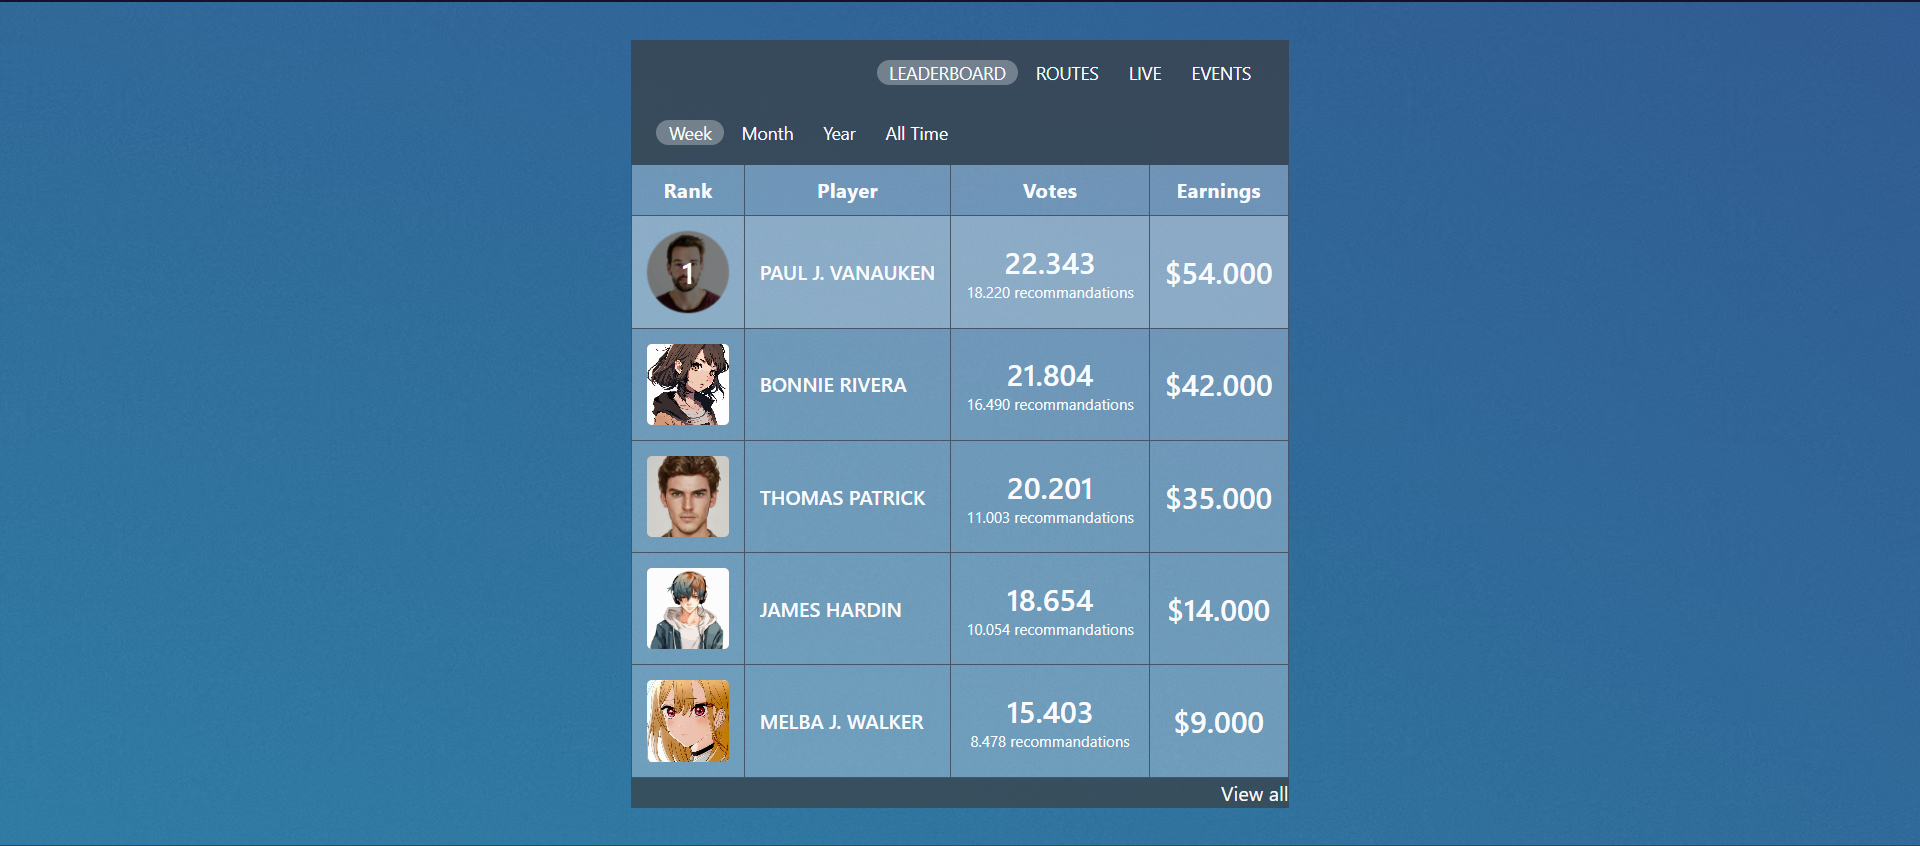 LEADERBOARD ROUTES LIVE EVENTS
Week Month Year All Time
Rank Player Votes Earnings
1 PAUL J. VANAUKEN 22.343 $54.000
18.220 recommandations
BONNIE RIVERA 21.804 $42.000
16.490 recommandations
THOMAS PATRICK 20.201 $35.000
11.003 recommandations
JAMES HARDIN 18.654 $14.000
10.054 recommandations
MELBA J. WALKER 15.403 $9.000
8.478 recommandations
View all